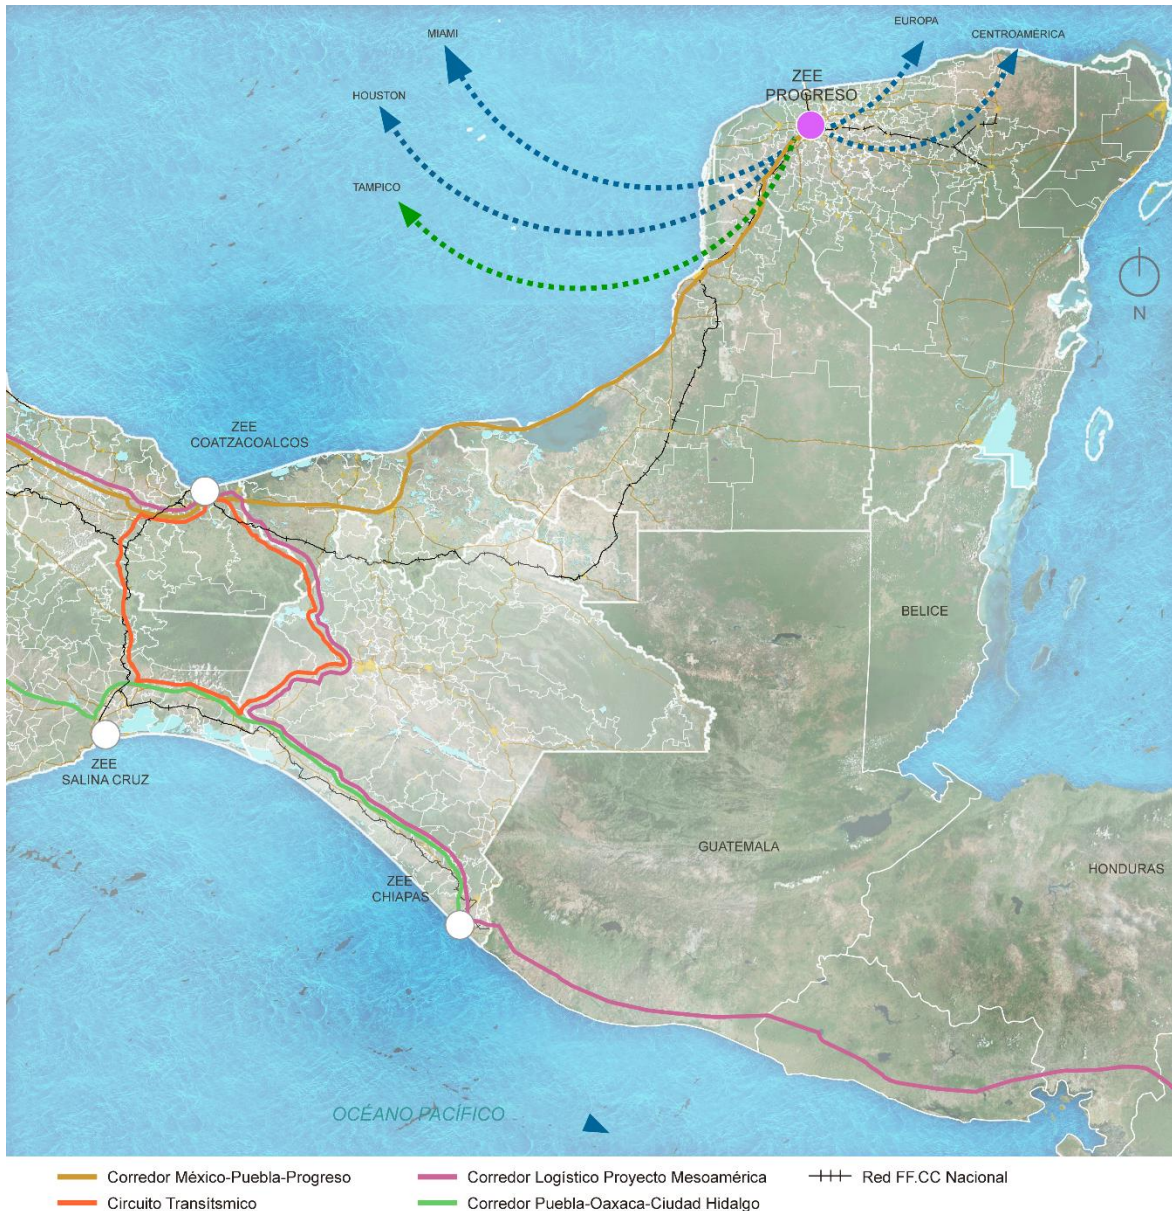 EUROPA
MIAMI
CENTROAMÉRICA
ZEE
PROGRESO
HOUSTON
TAMPICO
N
ZEE
COATZACOALCOS
BELICE
ZEE
SALINA CRUZ
GUATEMALA
HONDURAS
ZEE
CHIAPAS
OCÉANO PACÍFICO
Corredor México-Puebla-Progreso
Corredor Logístico Proyecto Mesoamérica
Red FF.CC Nacional
Circuito Transítsmico
Corredor Puebla-Oaxaca-Ciudad Hidalgo